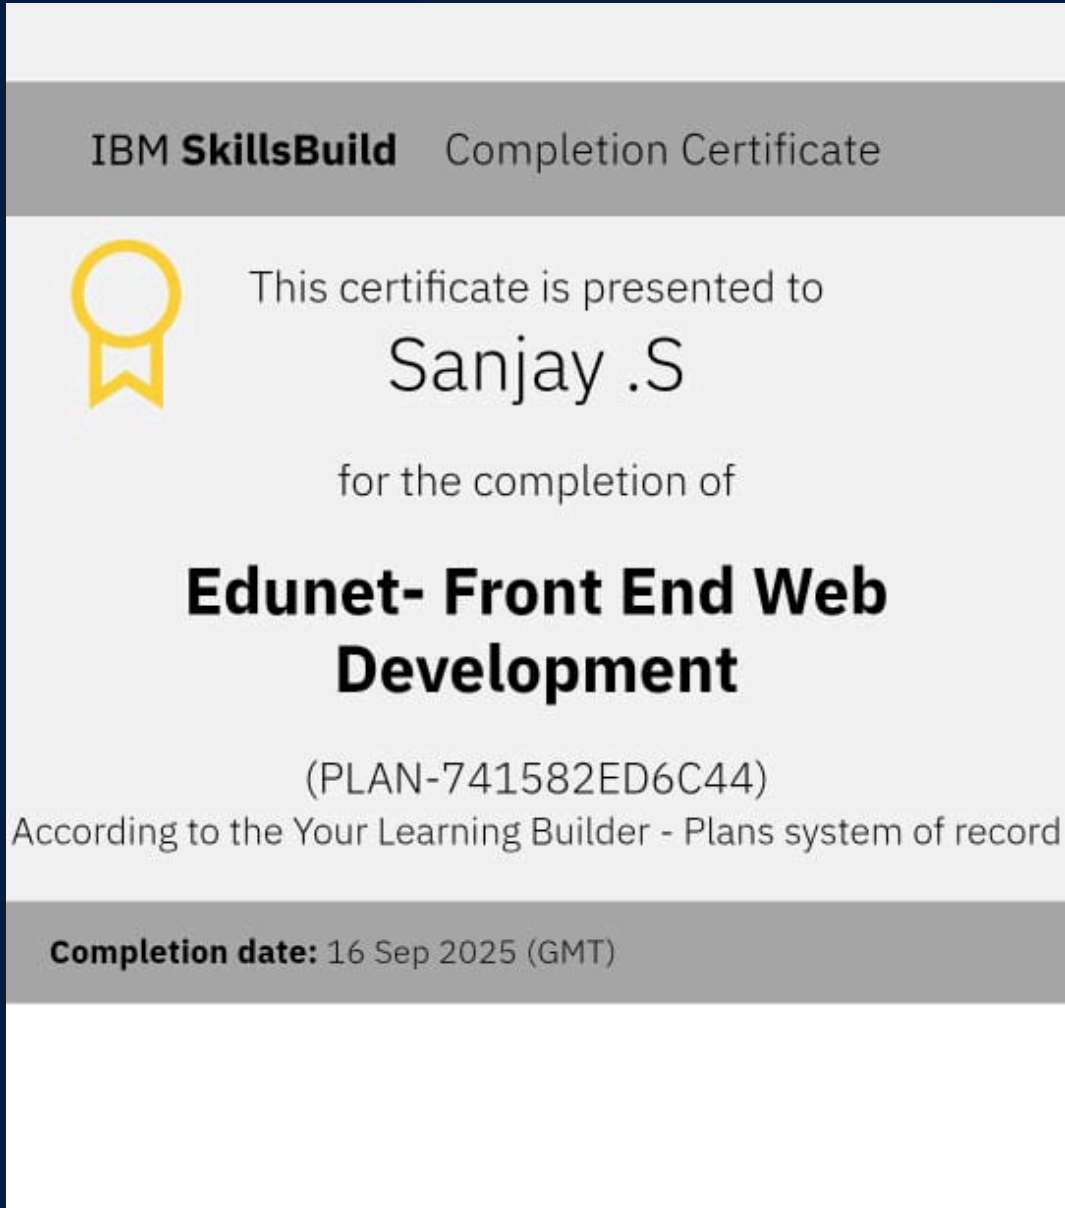 IBM SkillsBuild Completion Certificate
This certificate is presented to
Sanjay .S
for the completion of
Edunet- Front End Web
Development
(PLAN-741582ED6C44)
According to the Your Learning Builder - Plans system of record
Completion date: 16 Sep 2025 (GMT)